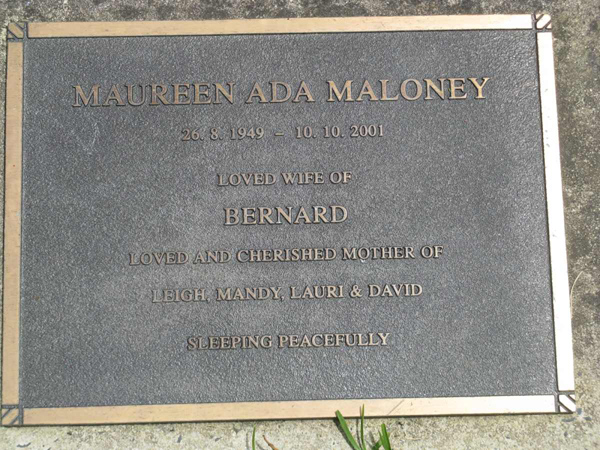 MAUREEN ADA MALONEY
26. 8. 1949 – 10. 10. 2001
LOVED WIFE OF
BERNARD
LOVED AND CHERISHED MOTHER OF
LEIGH, MANDY, LAURI & DAVID
SLEEPING PEACEFULLY